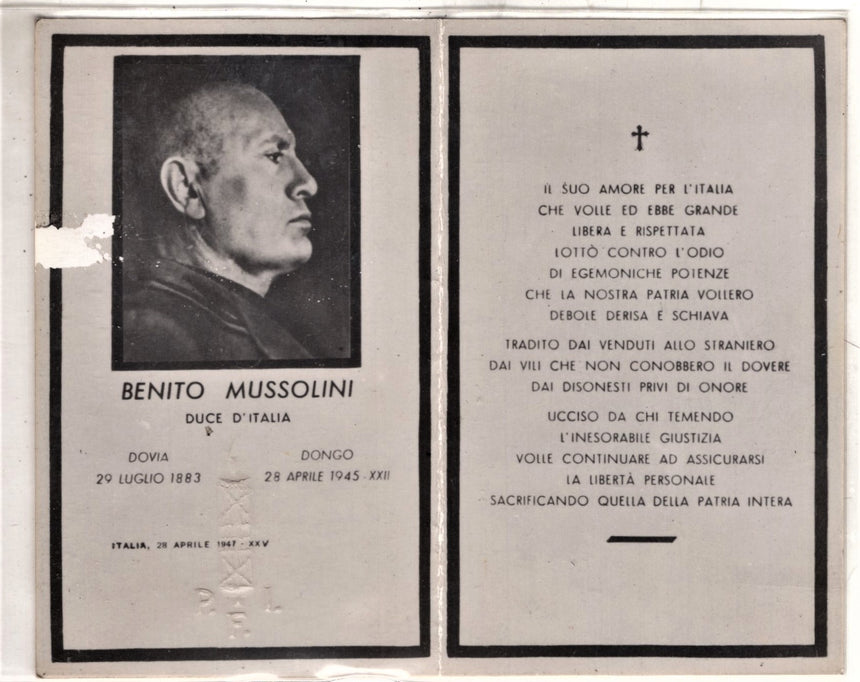 BENITO MUSSOLINI
DUCE D'ITALIA
DOVIA
29 LUGLIO 1883
DONGO
28 APRILE 1945-XXII
ITALIA, 28 APRILE 1947 - XXV
P. L.
F.
IL SUO AMORE PER L'ITALIA
CHE VOLLE ED EBBE GRANDE
LIBERA E RISPETTATA
LOTTÒ CONTRO L'ODIO
DI EGEMONICHE POTENZE
CHE LA NOSTRA PATRIA VOLLERO
DEBOLE DERISA E SCHIAVA
TRADITO DAI VENDUTI ALLO STRANIERO
DAI VILI CHE NON CONOBBERO IL DOVERE
DAI DISONESTI PRIVI DI ONORE
UCCISO DA CHI TEMENDO
L'INESORABILE GIUSTIZIA
VOLLE CONTINUARE AD ASSICURARSI
LA LIBERTÀ PERSONALE
SACRIFICANDO QUELLA DELLA PATRIA INTERA